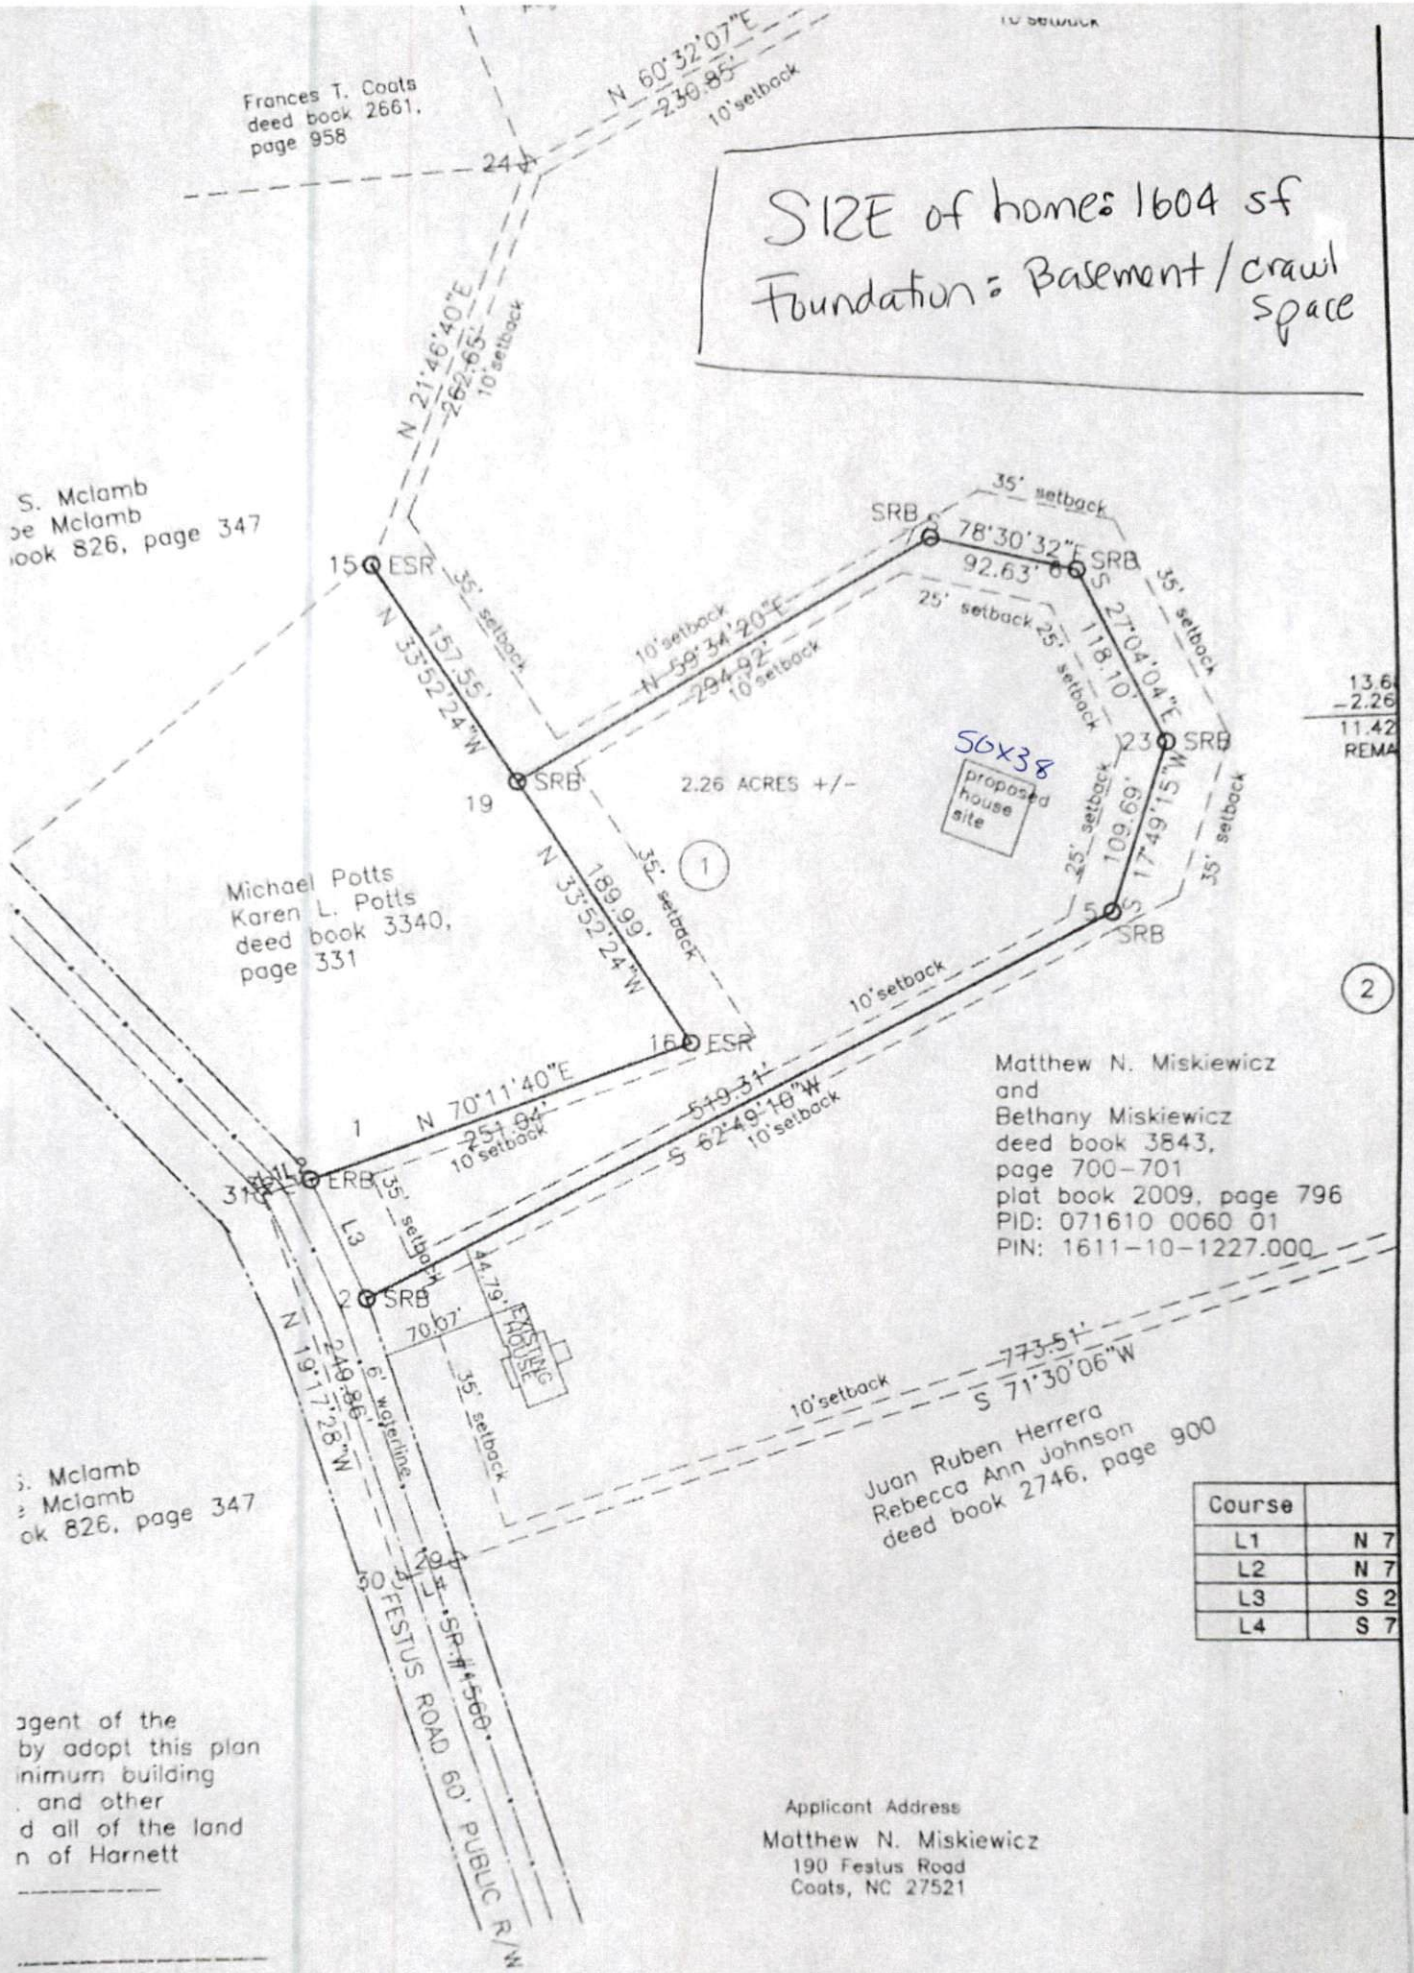 10' setback
N 60°32'07"E
230.85'
10'setback
Frances T. Coats
deed book 2661,
page 958
24
SIZE of home: 1604 sf
Foundation: Basement / crawl
space
N 21°46'40"E
262.65'
10'setback
S. Mclamb
Mclamb
book 826, page 347
15 ESR
35' setback
N 33°52'24"W
157.55'
SRB
78°30'32"E
92.63'
6 SRB
35' setback
35' setback
10'setback
N 59°34'20"E
294.92'
10'setback
25' setback
25' setback
S 27°04'04"E
118.10'
13.6
-2.26
11.42
REMA
23 SRB
50x38
proposed
house
site
2.26 ACRES +/-
SRB
19
1
35' setback
N 33°52'24"W
189.99'
25' setback
109.69'
S 17°49'15"W
35' setback
5
SRB
Michael Potts
Karen L. Potts
deed book 3340,
page 331
10'setback
2
16 ESR
519.31'
S 62°49'10"W
10'setback
Matthew N. Miskiewicz
and
Bethany Miskiewicz
deed book 3843,
page 700-701
plat book 2009, page 796
PID: 071610 0060 01
PIN: 1611-10-1227.000
1
N 70°11'40"E
251.04'
10'setback
31
ERB
L3
35' setback
2 SRB
44.79'
70.07'
EXISTING
HOUSE
35' setback
N 19°17'28"W
249.86'
6' waterline
10'setback
773.51'
S 71°30'06"W
Juan Ruben Herrera
Rebecca Ann Johnson
deed book 2746, page 900
. Mclamb
Mclamb
ok 826, page 347
29
30
SR.#1560
FESTUS ROAD 60' PUBLIC R/W
Course
L1 N 7
L2 N 7
L3 S 2
L4 S 7
agent of the
by adopt this plan
inimum building
. and other
d all of the land
n of Harnett
Applicant Address
Matthew N. Miskiewicz
190 Festus Road
Coats, NC 27521